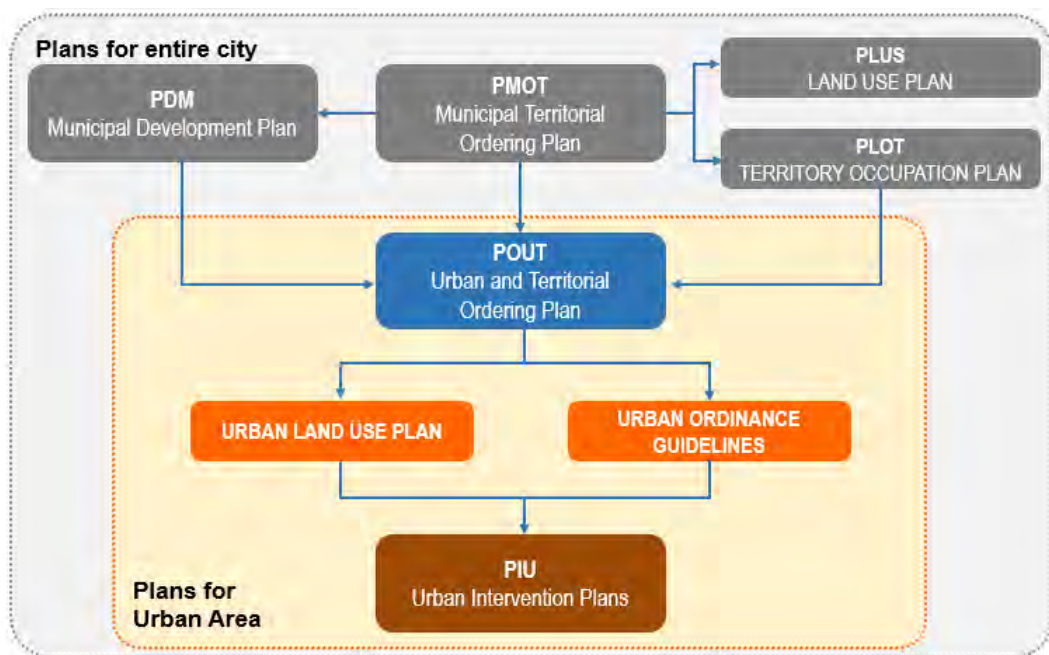 Plans for entire city
PDM
Municipal Development Plan
PMOT
Municipal Territorial
Ordering Plan
PLUS
LAND USE PLAN
PLOT
TERRITORY OCCUPATION PLAN
POUT
Urban and Territorial
Ordering Plan
URBAN LAND USE PLAN
URBAN ORDINANCE
GUIDELINES
PIU
Urban Intervention Plans
Plans for
Urban Area